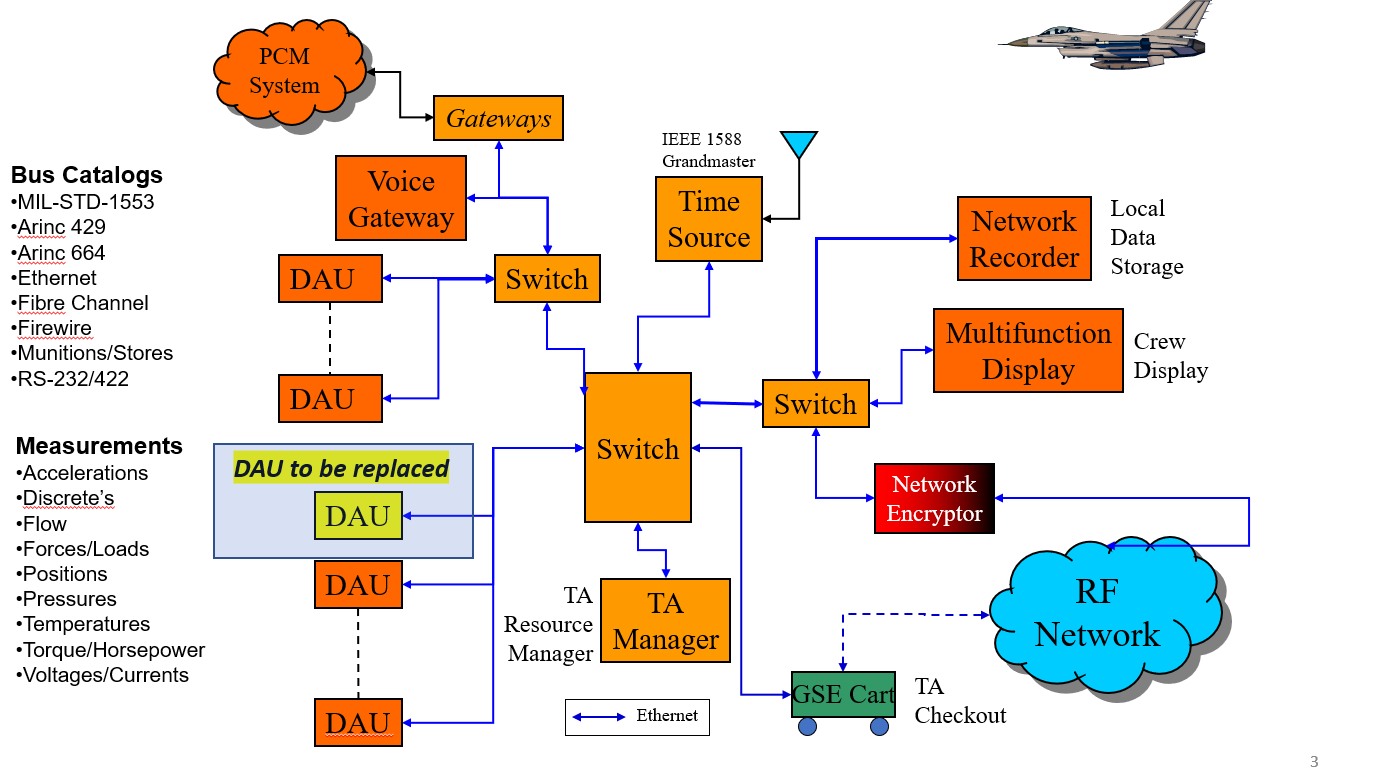 PCM
System
Gateways
IEEE 1588
Grandmaster
Voice
Gateway
Time
Source
Bus Catalogs
•MIL-STD-1553
•Arinc 429
•Arinc 664
•Ethernet
•Fibre Channel
•Firewire
•Munitions/Stores
•RS-232/422
Network
Recorder
Local
Data
Storage
DAU
Switch
Multifunction
Display
Crew
Display
DAU
Switch
Switch
Measurements
•Accelerations
•Discrete’s
•Flow
•Forces/Loads
•Positions
•Pressures
•Temperatures
•Torque/Horsepower
•Voltages/Currents
DAU to be replaced
DAU
Network
Encryptor
DAU
TA
Resource
Manager
TA
Manager
RF
Network
DAU
Ethernet
GSE Cart
TA
Checkout
3